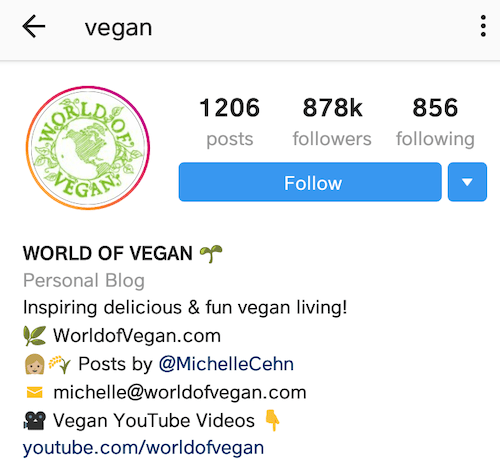 vegan
WORLD OF
VEGAN
1206 878k 856
posts followers following
Follow
WORLD OF VEGAN 🌱
Personal Blog
Inspiring delicious & fun vegan living!
🌿 WorldofVegan.com
👩🏼🌾 Posts by @MichelleCehn
✉️ michelle@worldofvegan.com
🎥 Vegan YouTube Videos 👇
youtube.com/worldofvegan